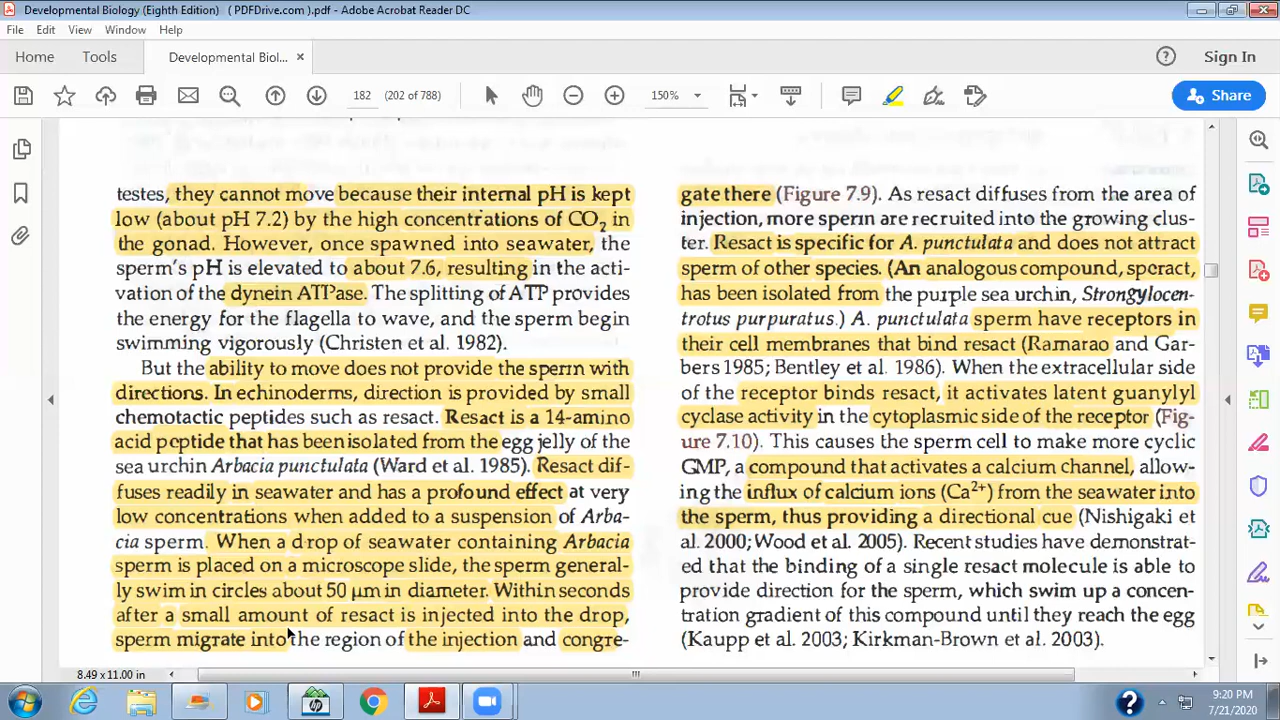 Developmental Biology (Eighth Edition) ( PDFDrive.com ).pdf - Adobe Acrobat Reader DC
File Edit View Window Help
Home Tools Developmental Biol... ×
Sign In
182 (202 of 788)
150%
Share
testes, they cannot move because their internal pH is kept
low (about pH 7.2) by the high concentrations of CO2 in
the gonad. However, once spawned into seawater, the
sperm's pH is elevated to about 7.6, resulting in the acti-
vation of the dynein ATPase. The splitting of ATP provides
the energy for the flagella to wave, and the sperm begin
swimming vigorously (Christen et al. 1982).
But the ability to move does not provide the sperm with
directions. In echinoderms, direction is provided by small
chemotactic peptides such as resact. Resact is a 14-amino
acid peptide that has been isolated from the egg jelly of the
sea urchin Arbacia punctulata (Ward et al. 1985). Resact dif-
fuses readily in seawater and has a profound effect at very
low concentrations when added to a suspension of Arba-
cia sperm. When a drop of seawater containing Arbacia
sperm is placed on a microscope slide, the sperm general-
ly swim in circles about 50 μm in diameter. Within seconds
after a small amount of resact is injected into the drop,
sperm migrate into the region of the injection and congre-
gate there (Figure 7.9). As resact diffuses from the area of
injection, more sperm are recruited into the growing clus-
ter. Resact is specific for A. punctulata and does not attract
sperm of other species. (An analogous compound, speract,
has been isolated from the purple sea urchin, Strongylocen-
trotus purpuratus.) A. punctulata sperm have receptors in
their cell membranes that bind resact (Ramarao and Gar-
bers 1985; Bentley et al. 1986). When the extracellular side
of the receptor binds resact, it activates latent guanylyl
cyclase activity in the cytoplasmic side of the receptor (Fig-
ure 7.10). This causes the sperm cell to make more cyclic
GMP, a compound that activates a calcium channel, allow-
ing the influx of calcium ions (Ca2+) from the seawater into
the sperm, thus providing a directional cue (Nishigaki et
al. 2000; Wood et al. 2005). Recent studies have demonstrat-
ed that the binding of a single resact molecule is able to
provide direction for the sperm, which swim up a concen-
tration gradient of this compound until they reach the egg
(Kaupp et al. 2003; Kirkman-Brown et al. 2003).
8.49 x 11.00 in
9:20 PM
7/21/2020